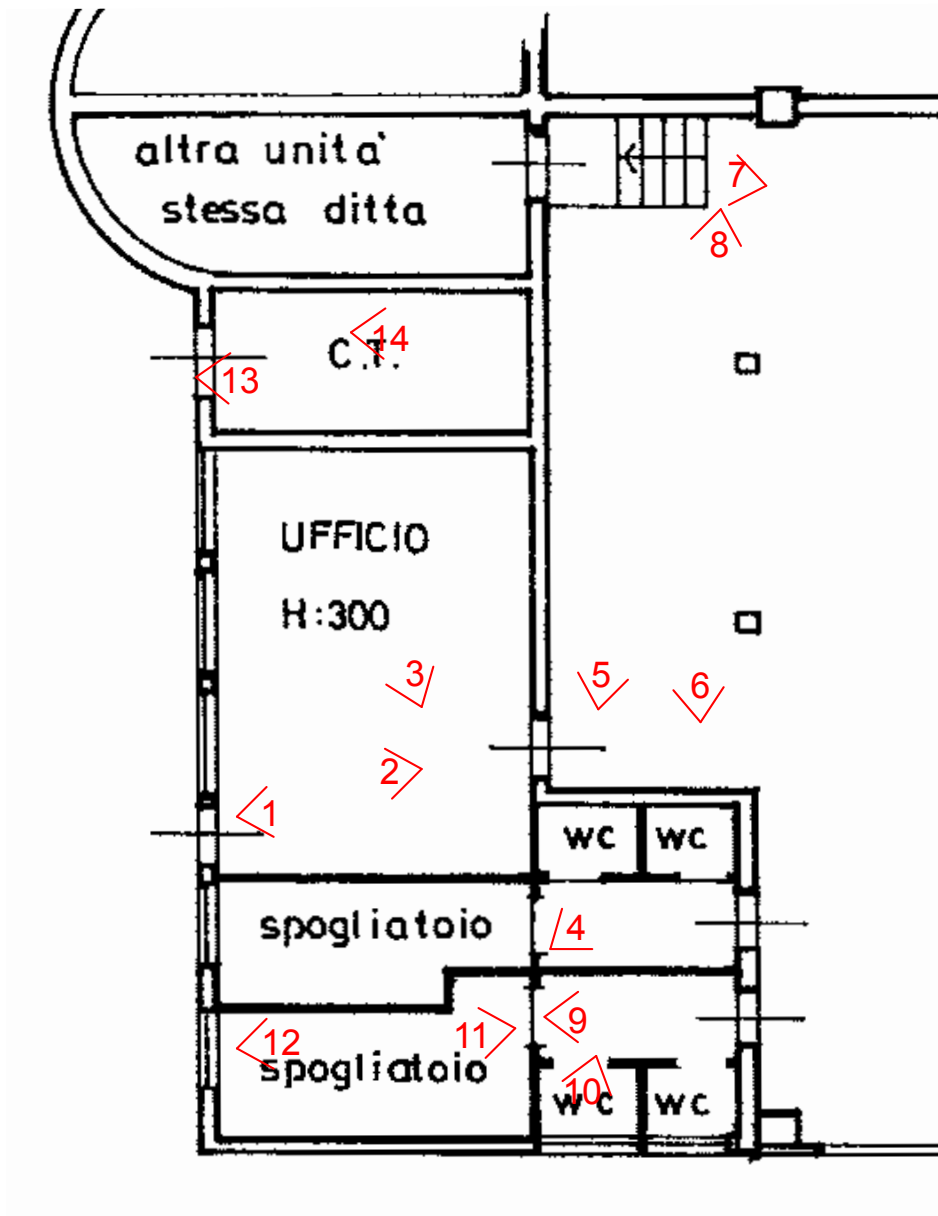 altra unita'
stessa ditta
7
8
C.T.
14
13
UFFICIO
H:300
3
5
6
2
1
wc
wc
spogliatoio
4
9
11
12
spogliatoio
10
wc
wc